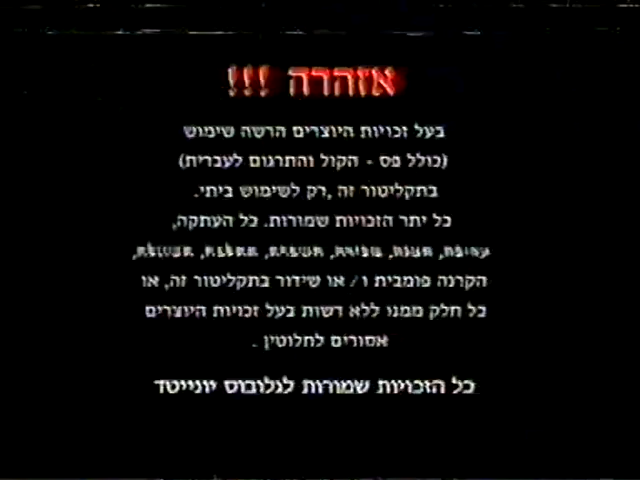 אזהרה !!!
בעל זכויות היוצרים הרשה שימוש
(כולל פס - הקול והתרגום לעברית)
בתקליטור זה ,רק לשימוש ביתי.
כל יתר הזכויות שמורות. כל העתקה,
הקרנה פומבית ו / או שידור בתקליטור זה, או
כל חלק ממנו ללא רשות בעל זכויות היוצרים
אסורים לחלוטין .
כל הזכויות שמורות לגלובוס יונייטד